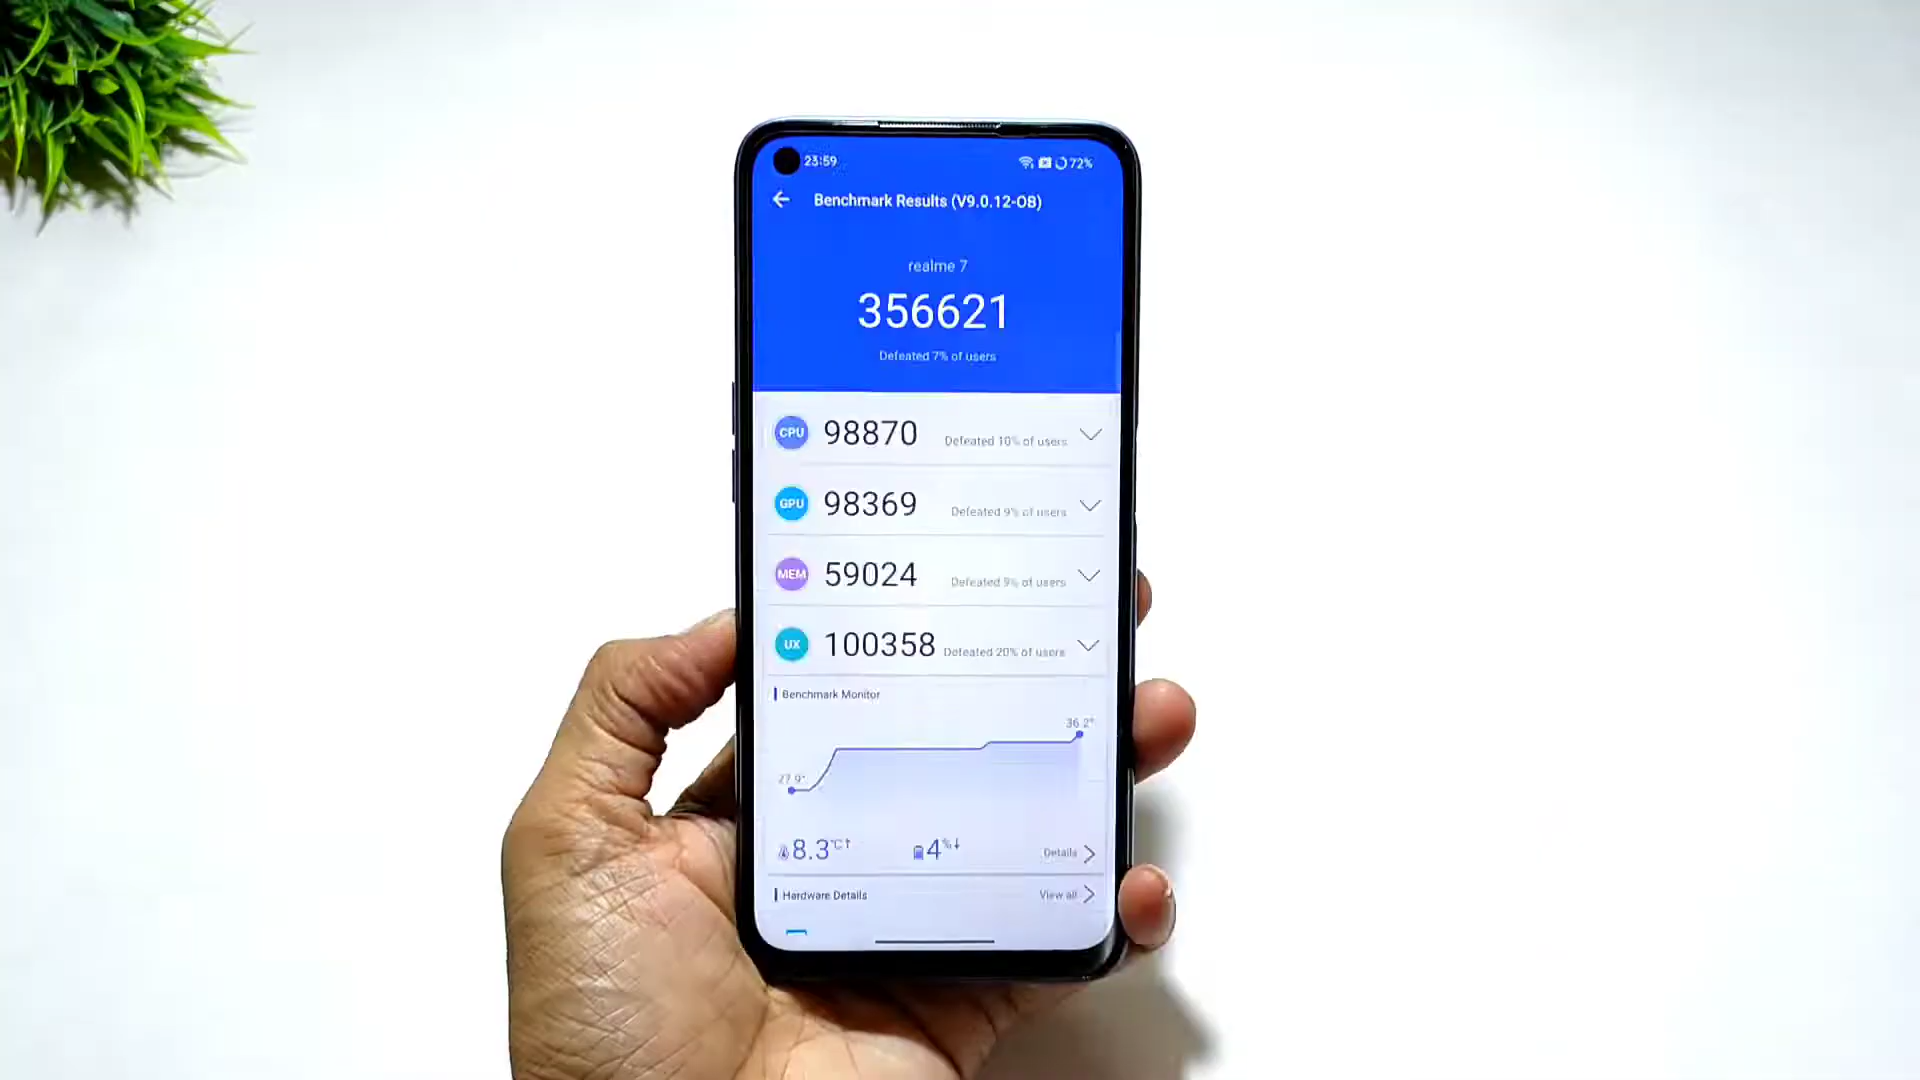 23:59 72%
Benchmark Results (V9.0.12-OB)
realme 7
356621
Defeated 7% of users
CPU 98870 Defeated 10% of users
GPU 98369 Defeated 9% of users
MEM 59024 Defeated 9% of users
UX 100358 Defeated 20% of users
Benchmark Monitor
36.2°
27.9°
8.3°C↑ 4%↓ Details
Hardware Details View all